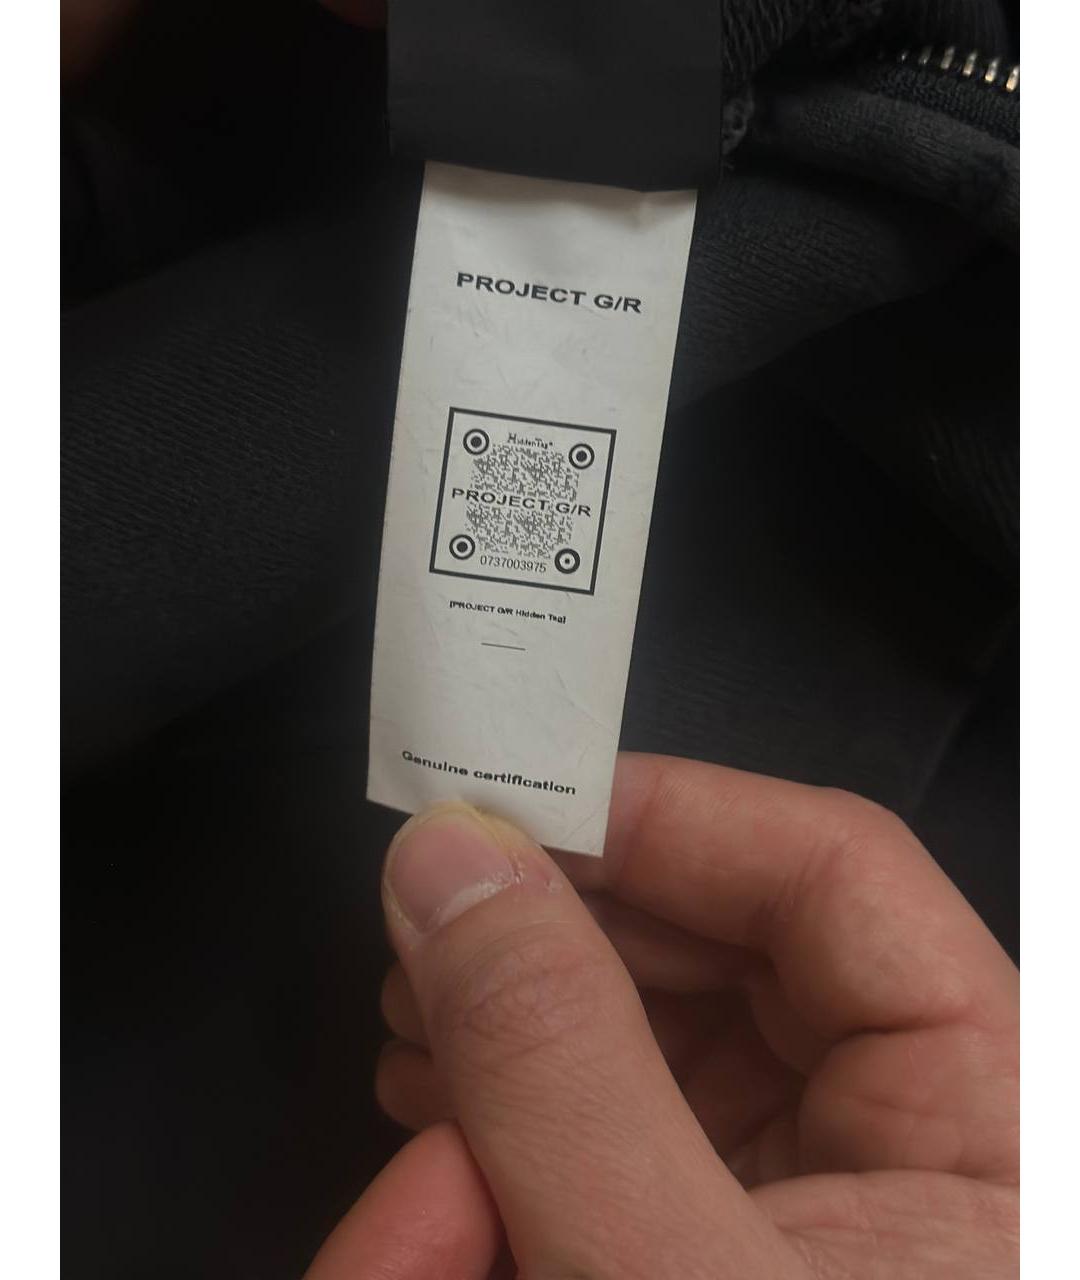 PROJECT G/R
HiddenTag®
PROJECT G/R
0737003975
[PROJECT G/R Hidden Tag]
Genuine certification